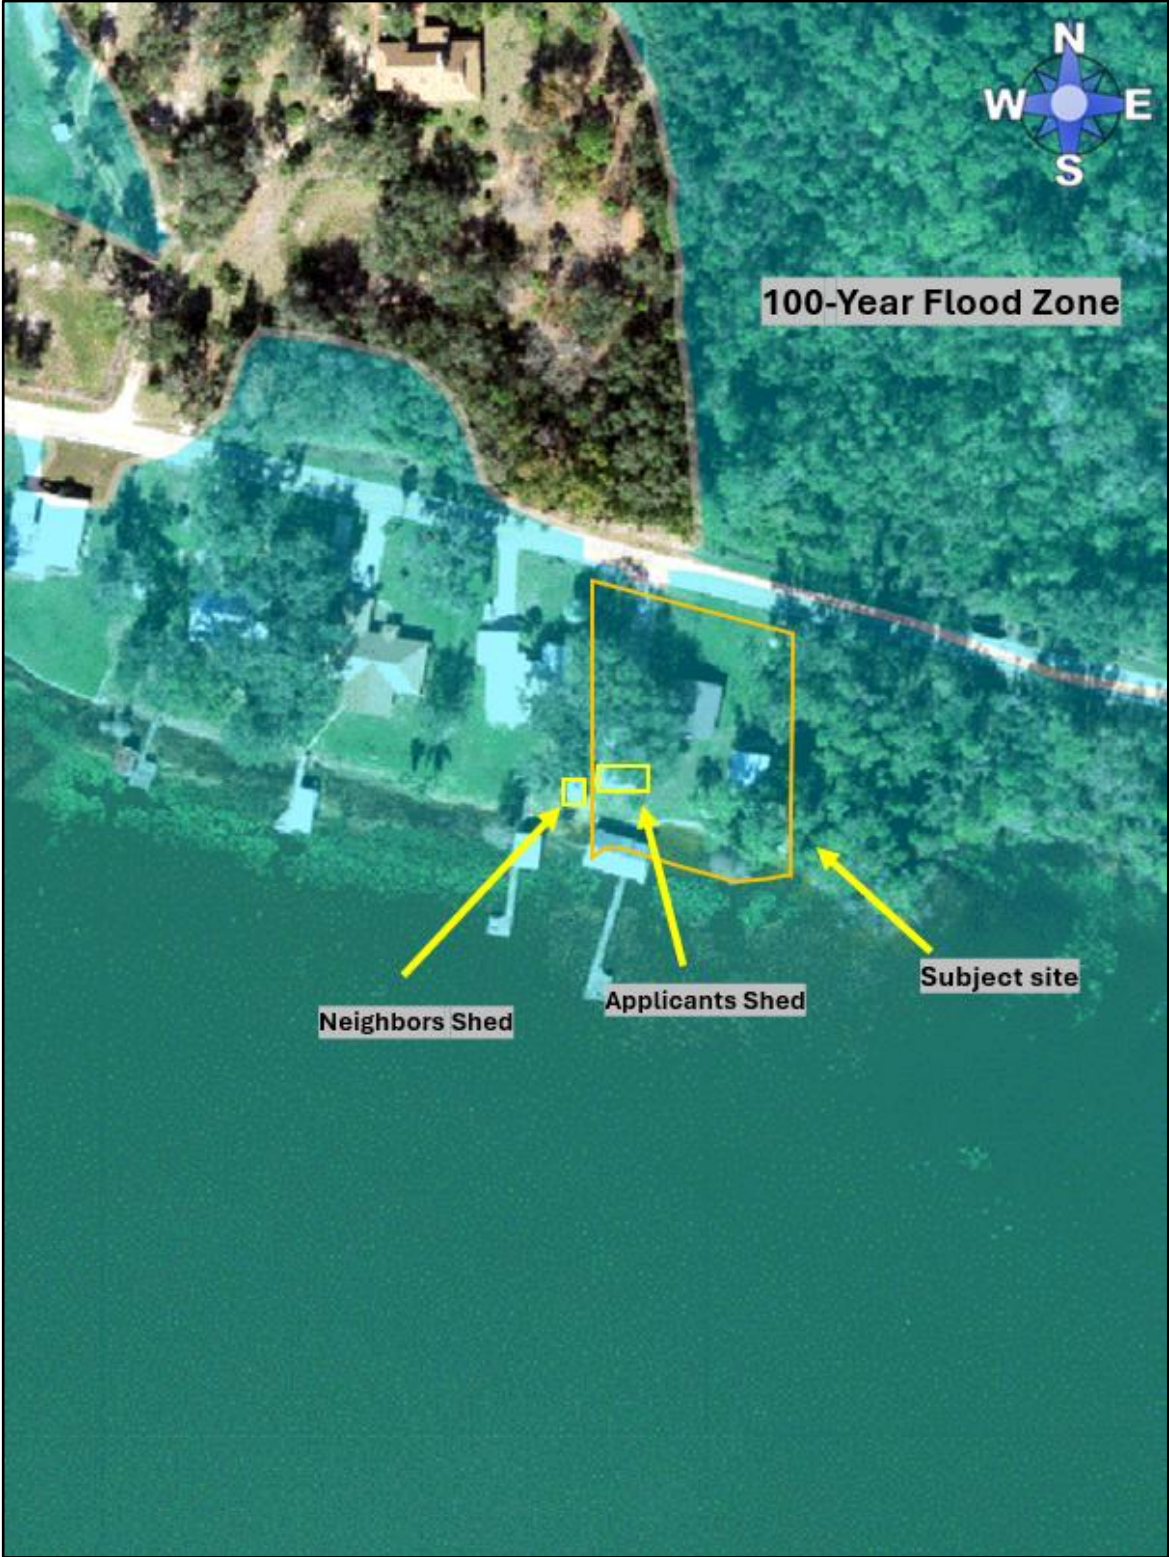 N
W E
S
100-Year Flood Zone
Subject site
Applicants Shed
Neighbors Shed